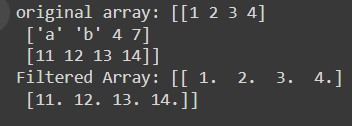 original array: [[1 2 3 4]
 ['a' 'b' 4 7]
 [11 12 13 14]]
Filtered Array: [[ 1.  2.  3.  4.]
 [11. 12. 13. 14.]]